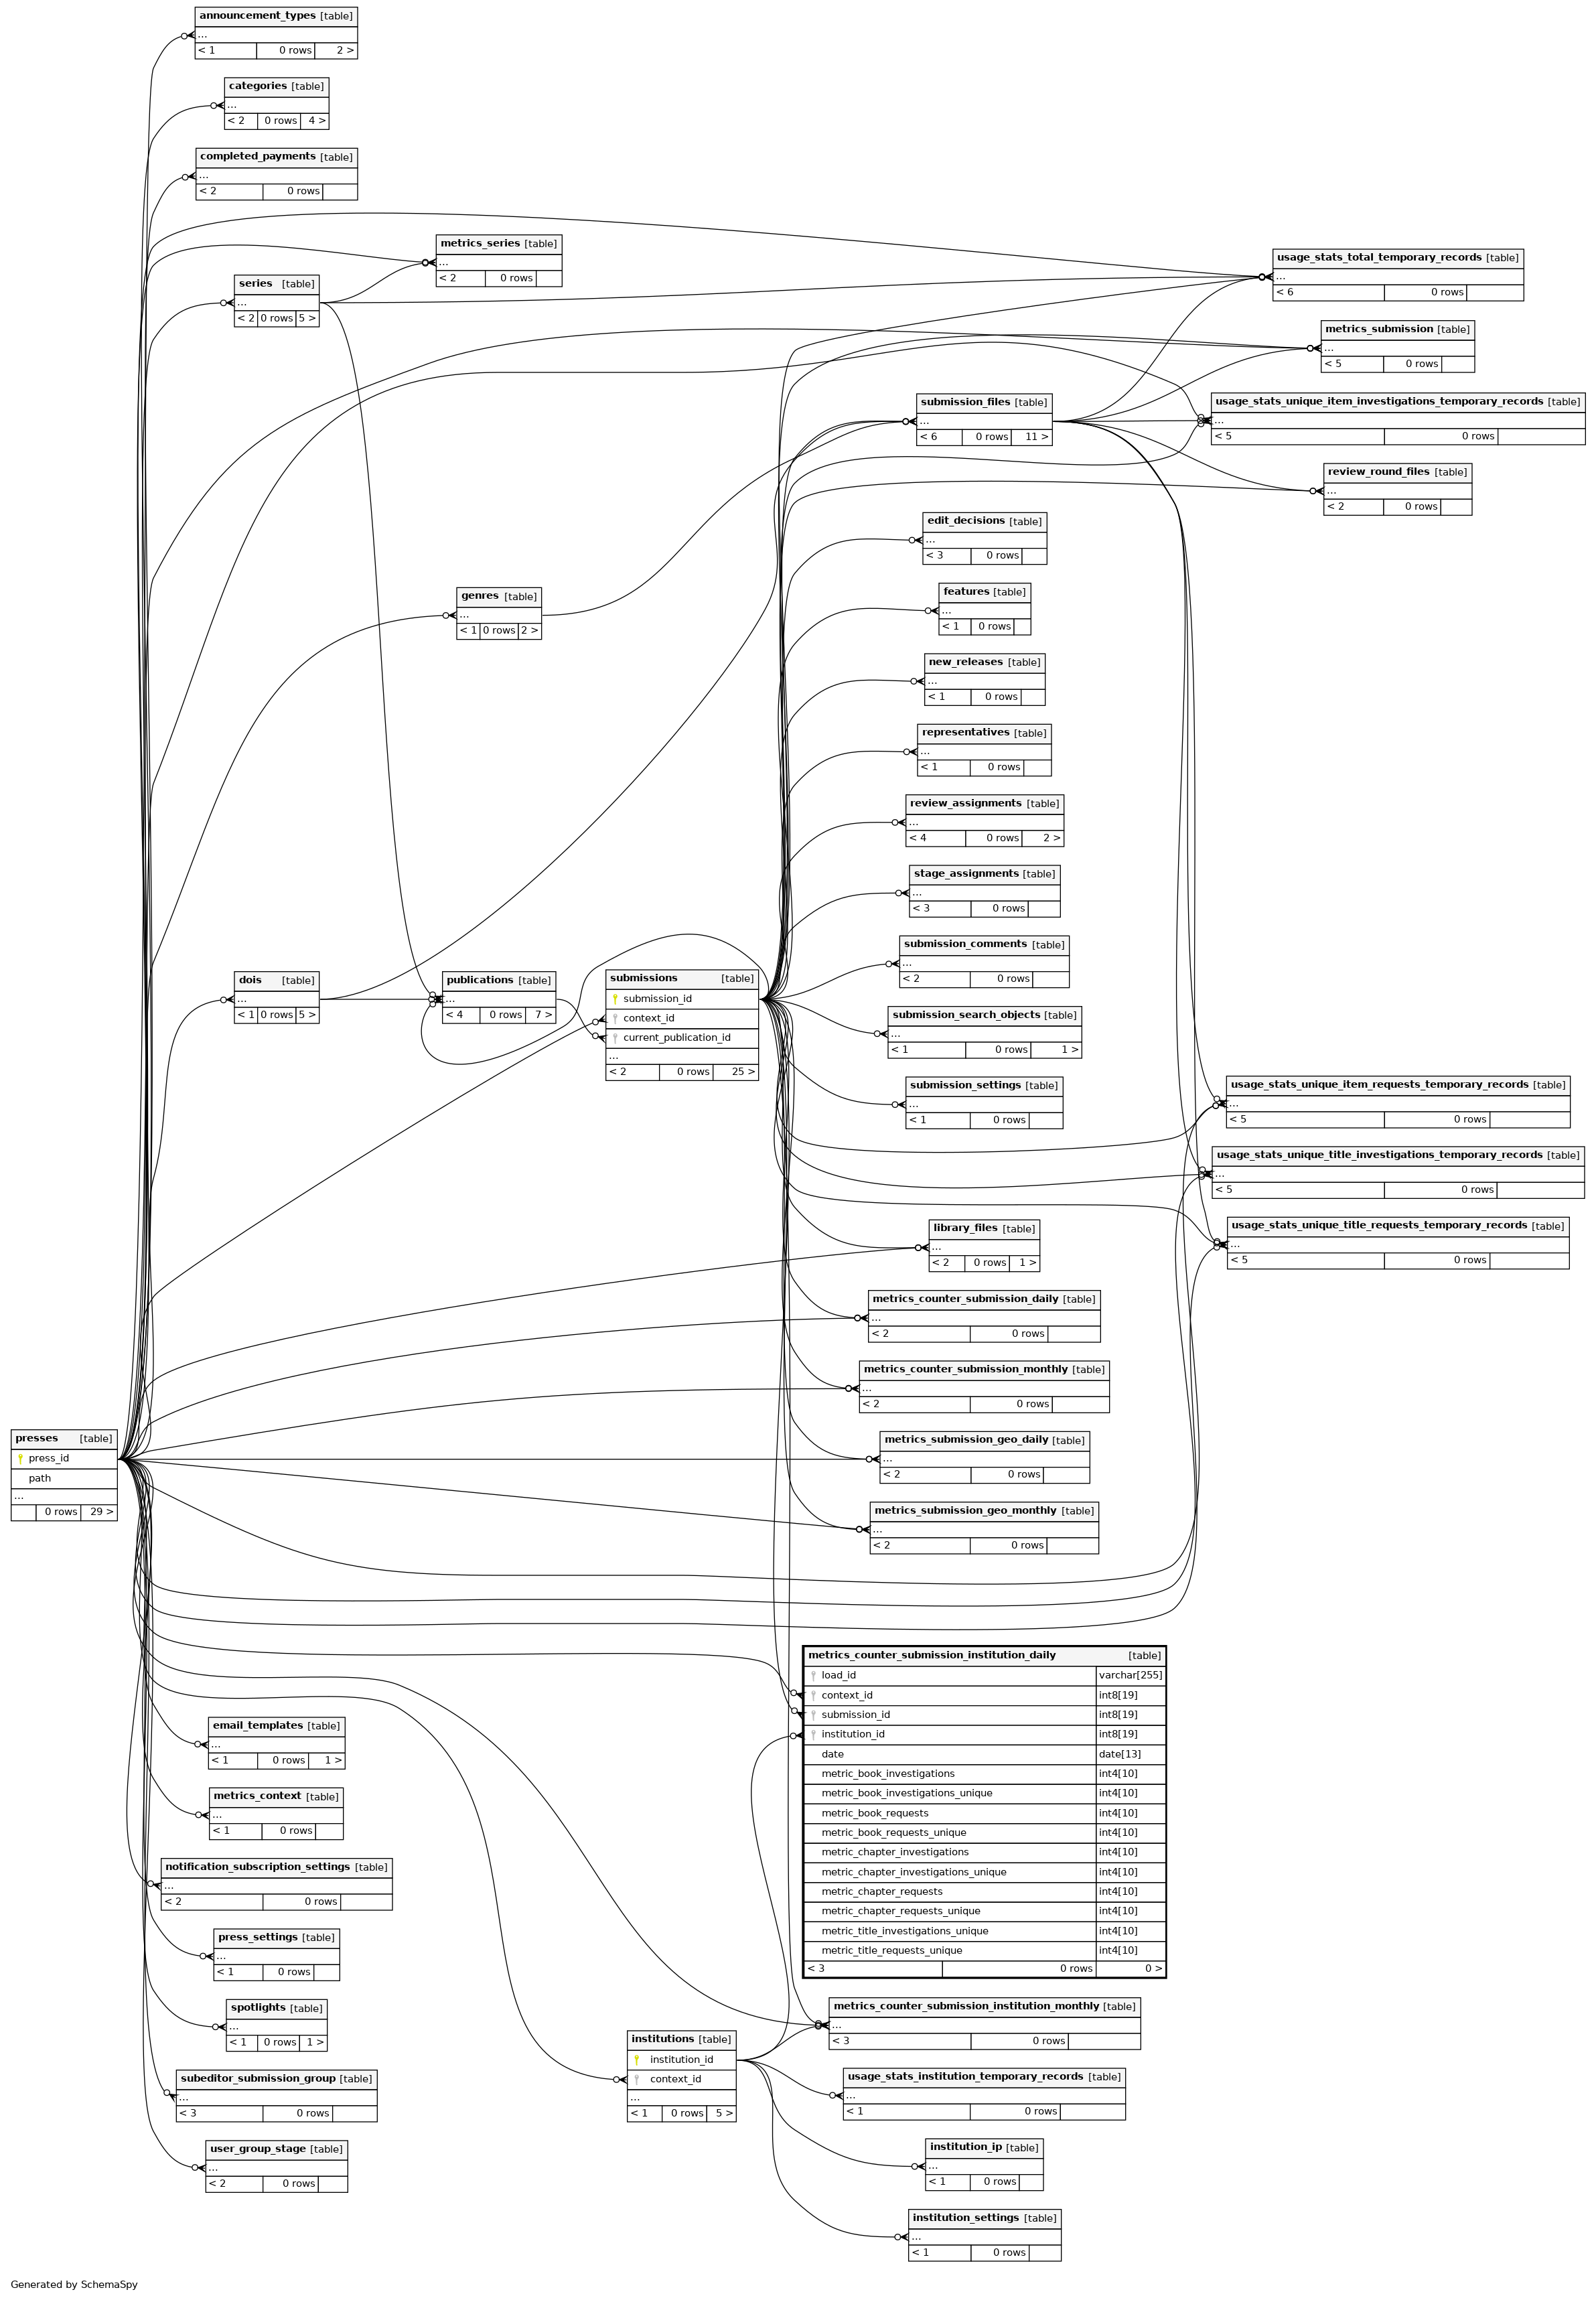 announcement_types [table]
...
< 1 0 rows 2 >
categories [table]
...
< 2 0 rows 4 >
completed_payments [table]
...
< 2 0 rows
metrics_series [table]
...
< 2 0 rows
series [table]
...
< 2 0 rows 5 >
usage_stats_total_temporary_records [table]
...
< 6 0 rows
metrics_submission [table]
...
< 5 0 rows
submission_files [table]
...
< 6 0 rows 11 >
usage_stats_unique_item_investigations_temporary_records [table]
...
< 5 0 rows
review_round_files [table]
...
< 2 0 rows
edit_decisions [table]
...
< 3 0 rows
features [table]
...
< 1 0 rows
genres [table]
...
< 1 0 rows 2 >
new_releases [table]
...
< 1 0 rows
representatives [table]
...
< 1 0 rows
review_assignments [table]
...
< 4 0 rows 2 >
stage_assignments [table]
...
< 3 0 rows
submission_comments [table]
...
< 2 0 rows
dois [table]
...
< 1 0 rows 5 >
publications [table]
...
< 4 0 rows 7 >
submissions [table]
submission_id
context_id
current_publication_id
...
< 2 0 rows 25 >
submission_search_objects [table]
...
< 1 0 rows 1 >
submission_settings [table]
...
< 1 0 rows
usage_stats_unique_item_requests_temporary_records [table]
...
< 5 0 rows
usage_stats_unique_title_investigations_temporary_records [table]
...
< 5 0 rows
usage_stats_unique_title_requests_temporary_records [table]
...
< 5 0 rows
library_files [table]
...
< 2 0 rows 1 >
metrics_counter_submission_daily [table]
...
< 2 0 rows
metrics_counter_submission_monthly [table]
...
< 2 0 rows
presses [table]
press_id
path
...
0 rows 29 >
metrics_submission_geo_daily [table]
...
< 2 0 rows
metrics_submission_geo_monthly [table]
...
< 2 0 rows
metrics_counter_submission_institution_daily [table]
load_id varchar[255]
context_id int8[19]
submission_id int8[19]
institution_id int8[19]
date date[13]
metric_book_investigations int4[10]
metric_book_investigations_unique int4[10]
metric_book_requests int4[10]
metric_book_requests_unique int4[10]
metric_chapter_investigations int4[10]
metric_chapter_investigations_unique int4[10]
metric_chapter_requests int4[10]
metric_chapter_requests_unique int4[10]
metric_title_investigations_unique int4[10]
metric_title_requests_unique int4[10]
< 3 0 rows 0 >
email_templates [table]
...
< 1 0 rows 1 >
metrics_context [table]
...
< 1 0 rows
notification_subscription_settings [table]
...
< 2 0 rows
press_settings [table]
...
< 1 0 rows
spotlights [table]
...
< 1 0 rows 1 >
metrics_counter_submission_institution_monthly [table]
...
< 3 0 rows
institutions [table]
institution_id
context_id
...
< 1 0 rows 5 >
subeditor_submission_group [table]
...
< 3 0 rows
usage_stats_institution_temporary_records [table]
...
< 1 0 rows
user_group_stage [table]
...
< 2 0 rows
institution_ip [table]
...
< 1 0 rows
institution_settings [table]
...
< 1 0 rows
Generated by SchemaSpy